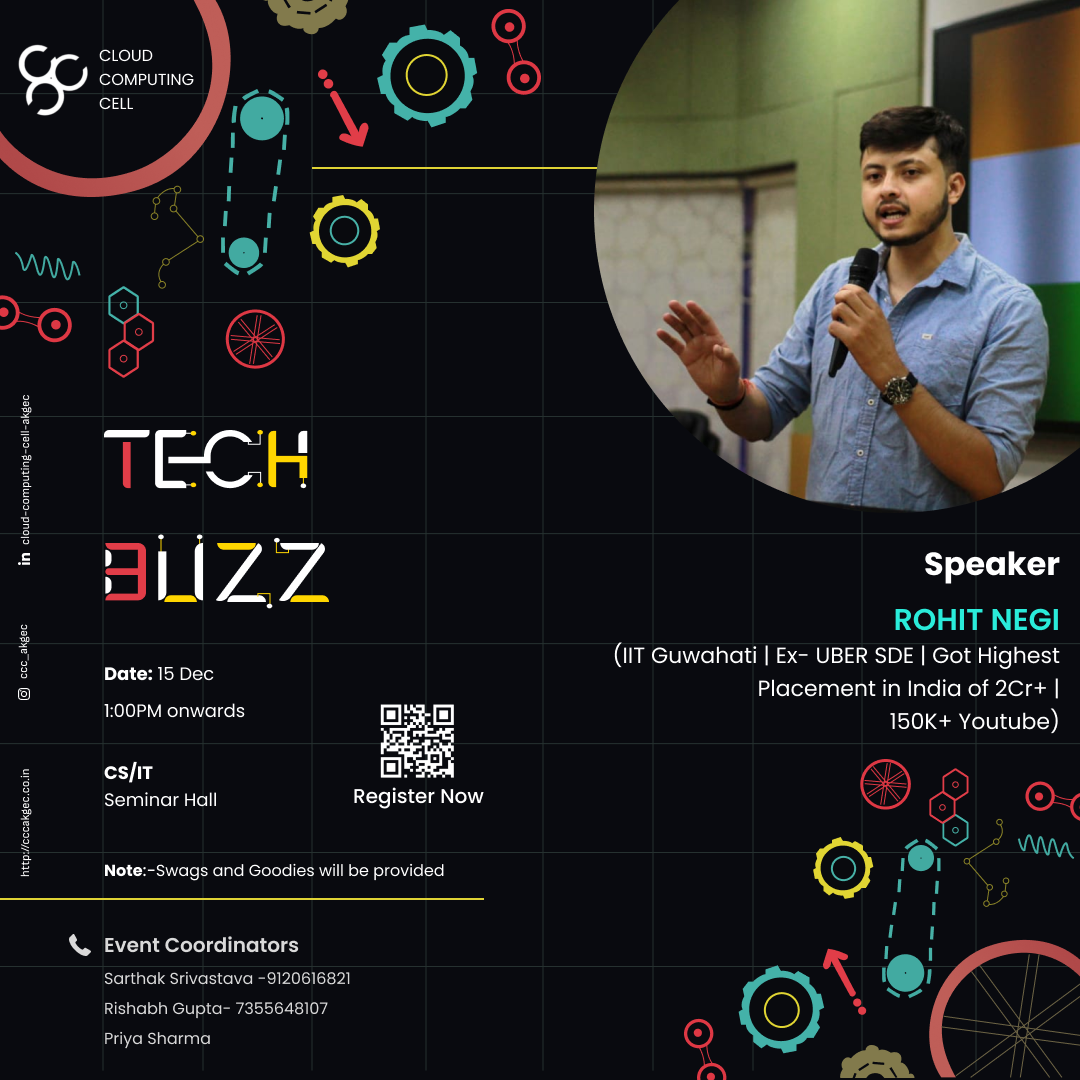 CLOUD
COMPUTING
CELL
TECH
BUZZ
Date: 15 Dec
1:00PM onwards
CS/IT
Seminar Hall
Register Now
Note:-Swags and Goodies will be provided
Event Coordinators
Sarthak Srivastava -9120616821
Rishabh Gupta- 7355648107
Priya Sharma
Speaker
ROHIT NEGI
(IIT Guwahati | Ex- UBER SDE | Got Highest
Placement in India of 2Cr+ |
150K+ Youtube)
in cloud-computing-cell-akgec
ccc_akgec
http://cccakgec.co.in